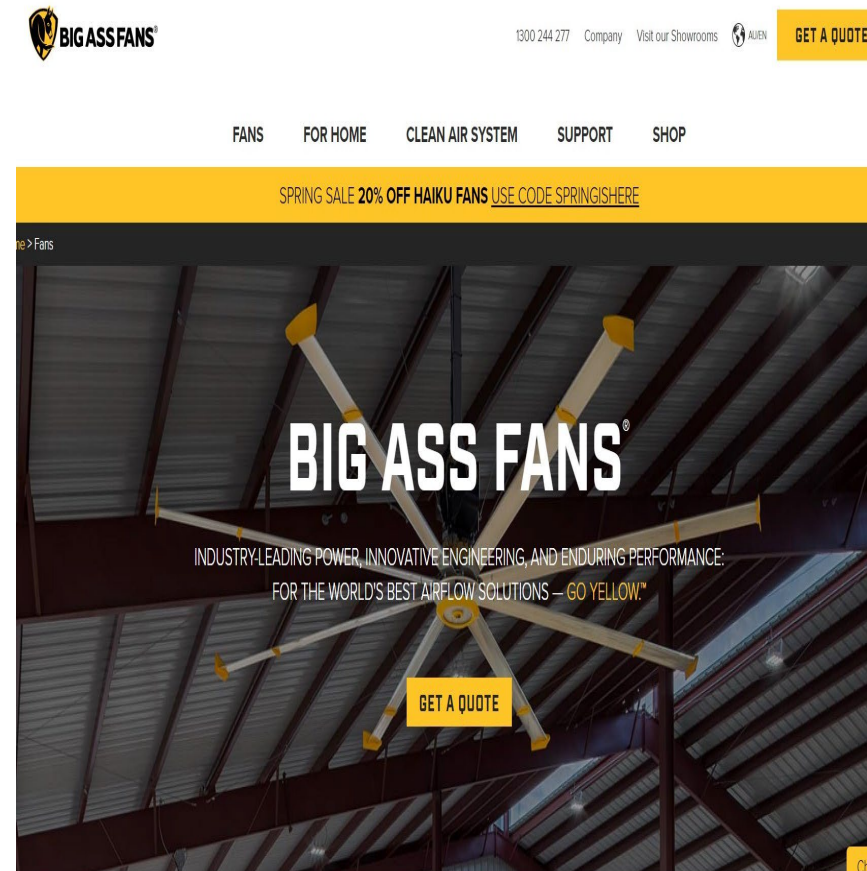 BIG ASS FANS®
1300 244 277 Company Visit our Showrooms AU/EN GET A QUOTE
FANS FOR HOME CLEAN AIR SYSTEM SUPPORT SHOP
SPRING SALE 20% OFF HAIKU FANS USE CODE SPRINGISHERE
> Fans
BIG ASS FANS®
INDUSTRY-LEADING POWER, INNOVATIVE ENGINEERING, AND ENDURING PERFORMANCE:
FOR THE WORLD'S BEST AIRFLOW SOLUTIONS — GO YELLOW.™
GET A QUOTE